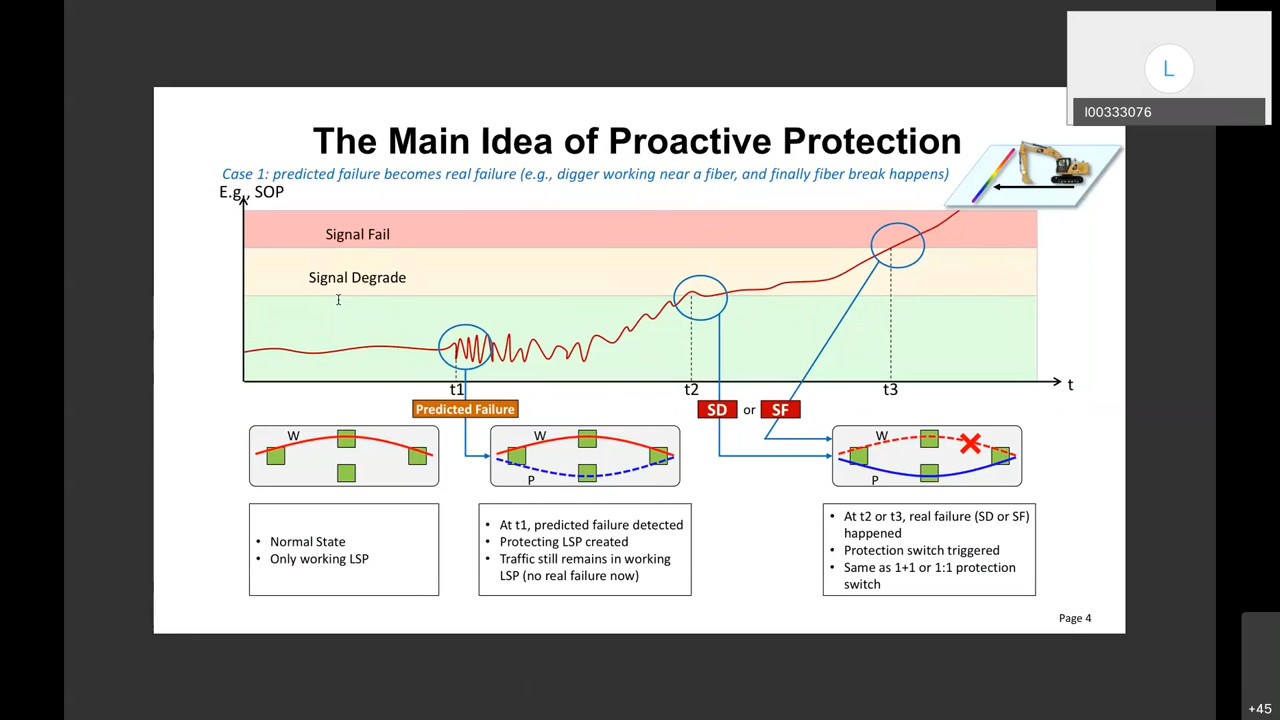 L
l00333076
The Main Idea of Proactive Protection
Case 1: predicted failure becomes real failure (e.g., digger working near a fiber, and finally fiber break happens)
E.g., SOP
Signal Fail
Signal Degrade
t1
t2
t3
t
Predicted Failure
SD or SF
W
W
P
W
P
• Normal State
• Only working LSP
• At t1, predicted failure detected
• Protecting LSP created
• Traffic still remains in working
LSP (no real failure now)
• At t2 or t3, real failure (SD or SF)
happened
• Protection switch triggered
• Same as 1+1 or 1:1 protection
switch
Page 4
+45